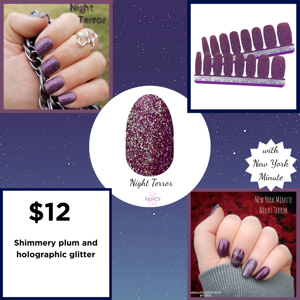 Night
Terror
with
New York
Minute
Night Terror
FANCY
$12
Shimmery plum and
holographic glitter
New York Minute
Night Terror